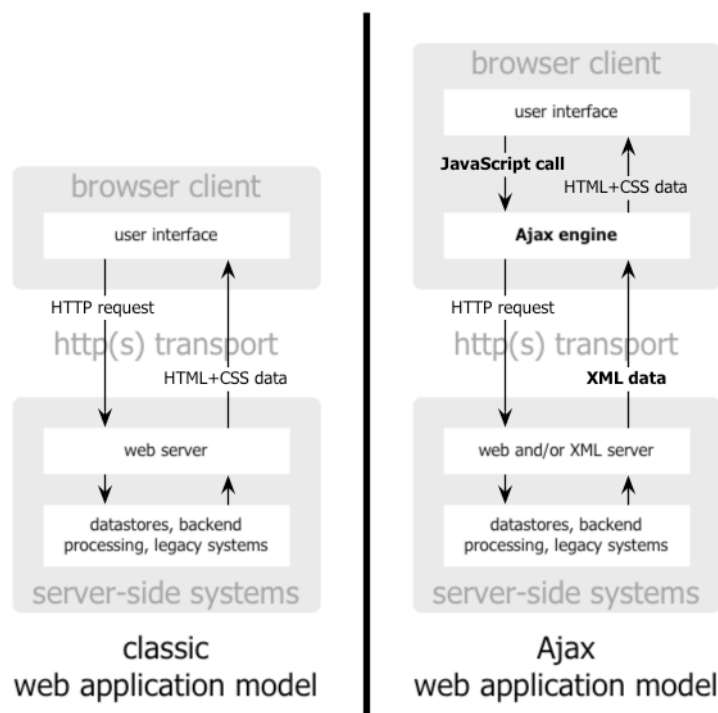 browser client
user interface
HTTP request
http(s) transport
HTML+CSS data
web server
datastores, backend
processing, legacy systems
server-side systems
classic
web application model
browser client
user interface
JavaScript call
HTML+CSS data
Ajax engine
HTTP request
http(s) transport
XML data
web and/or XML server
datastores, backend
processing, legacy systems
server-side systems
Ajax
web application model